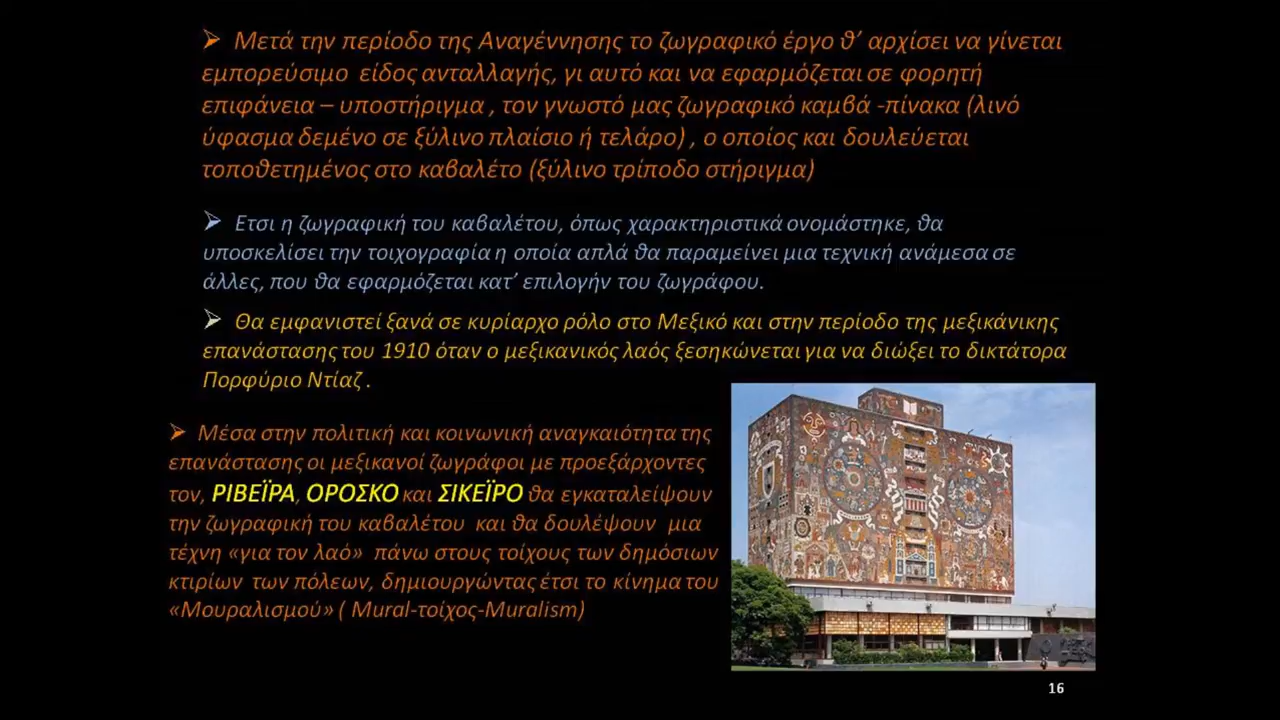 Μετά την περίοδο της Αναγέννησης το ζωγραφικό έργο θ’ αρχίσει να γίνεται
εμπορεύσιμο είδος ανταλλαγής, γι αυτό και να εφαρμόζεται σε φορητή
επιφάνεια – υποστήριγμα , τον γνωστό μας ζωγραφικό καμβά -πίνακα (λινό
ύφασμα δεμένο σε ξύλινο πλαίσιο ή τελάρο) , ο οποίος και δουλεύεται
τοποθετημένος στο καβαλέτο (ξύλινο τρίποδο στήριγμα)
Ετσι η ζωγραφική του καβαλέτου, όπως χαρακτηριστικά ονομάστηκε, θα
υποσκελίσει την τοιχογραφία η οποία απλά θα παραμείνει μια τεχνική ανάμεσα σε
άλλες, που θα εφαρμόζεται κατ’ επιλογήν του ζωγράφου.
Θα εμφανιστεί ξανά σε κυρίαρχο ρόλο στο Μεξικό και στην περίοδο της μεξικάνικης
επανάστασης του 1910 όταν ο μεξικανικός λαός ξεσηκώνεται για να διώξει το δικτάτορα
Πορφύριο Ντίαζ .
Μέσα στην πολιτική και κοινωνική αναγκαιότητα της
επανάστασης οι μεξικανοί ζωγράφοι με προεξάρχοντες
τον, ΡΙΒΕΪΡΑ, ΟΡΟΣΚΟ και ΣΙΚΕΪΡΟ θα εγκαταλείψουν
την ζωγραφική του καβαλέτου και θα δουλέψουν μια
τέχνη «για τον λαό» πάνω στους τοίχους των δημόσιων
κτιρίων των πόλεων, δημιουργώντας έτσι το κίνημα του
«Μουραλισμού» ( Mural-τοίχος-Muralism)
16